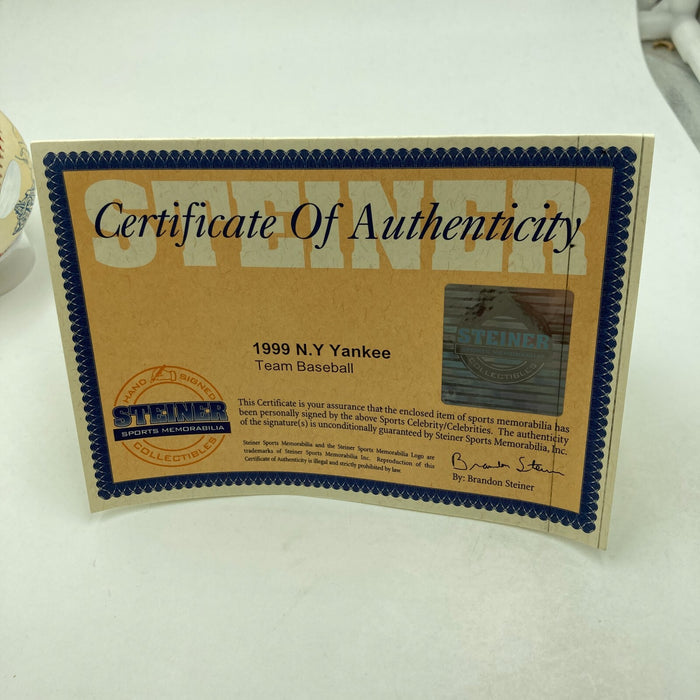 STEINER
Certificate Of Authenticity
1999 N.Y Yankee
Team Baseball
STEINER
COLLECTIBLES
HAND SIGNED
STEINER
SPORTS MEMORABILIA
COLLECTIBLES
This Certificate is your assurance that the enclosed item of sports memorabilia has
been personally signed by the above Sports Celebrity/Celebrities. The authenticity
of the signature(s) is unconditionally guaranteed by Steiner Sports Memorabilia, Inc.
Steiner Sports Memorabilia and the Steiner Sports Memorabilia Logo are
trademarks of Steiner Sports Memorabilia Inc. Reproduction of this
Certificate of Authenticity is illegal and strictly prohibited by law.
Brandon Steiner
By: Brandon Steiner